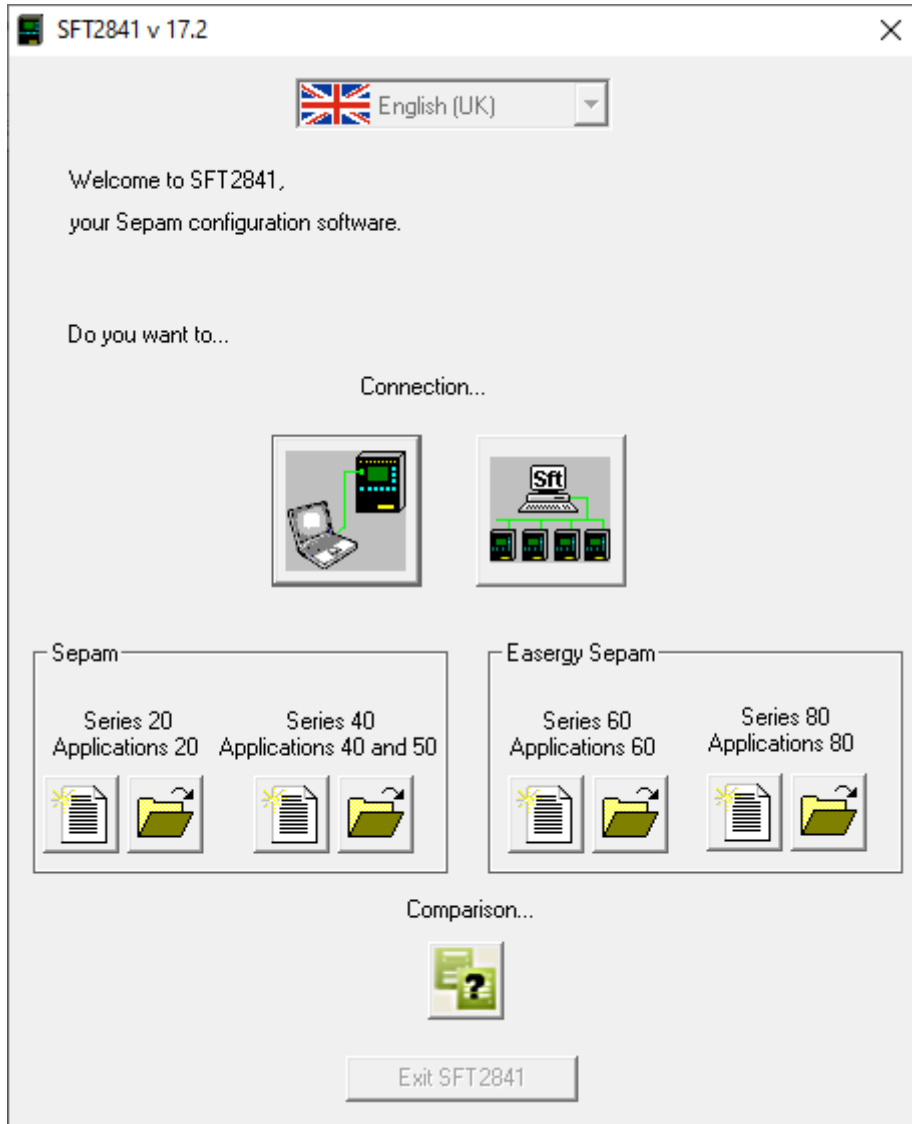 SFT2841 v 17.2
English (UK)
Welcome to SFT2841,
your Sepam configuration software.
Do you want to...
Connection...
Sft
Sepam
Series 20
Applications 20
Series 40
Applications 40 and 50
Easergy Sepam
Series 60
Applications 60
Series 80
Applications 80
Comparison...
?
Exit SFT2841